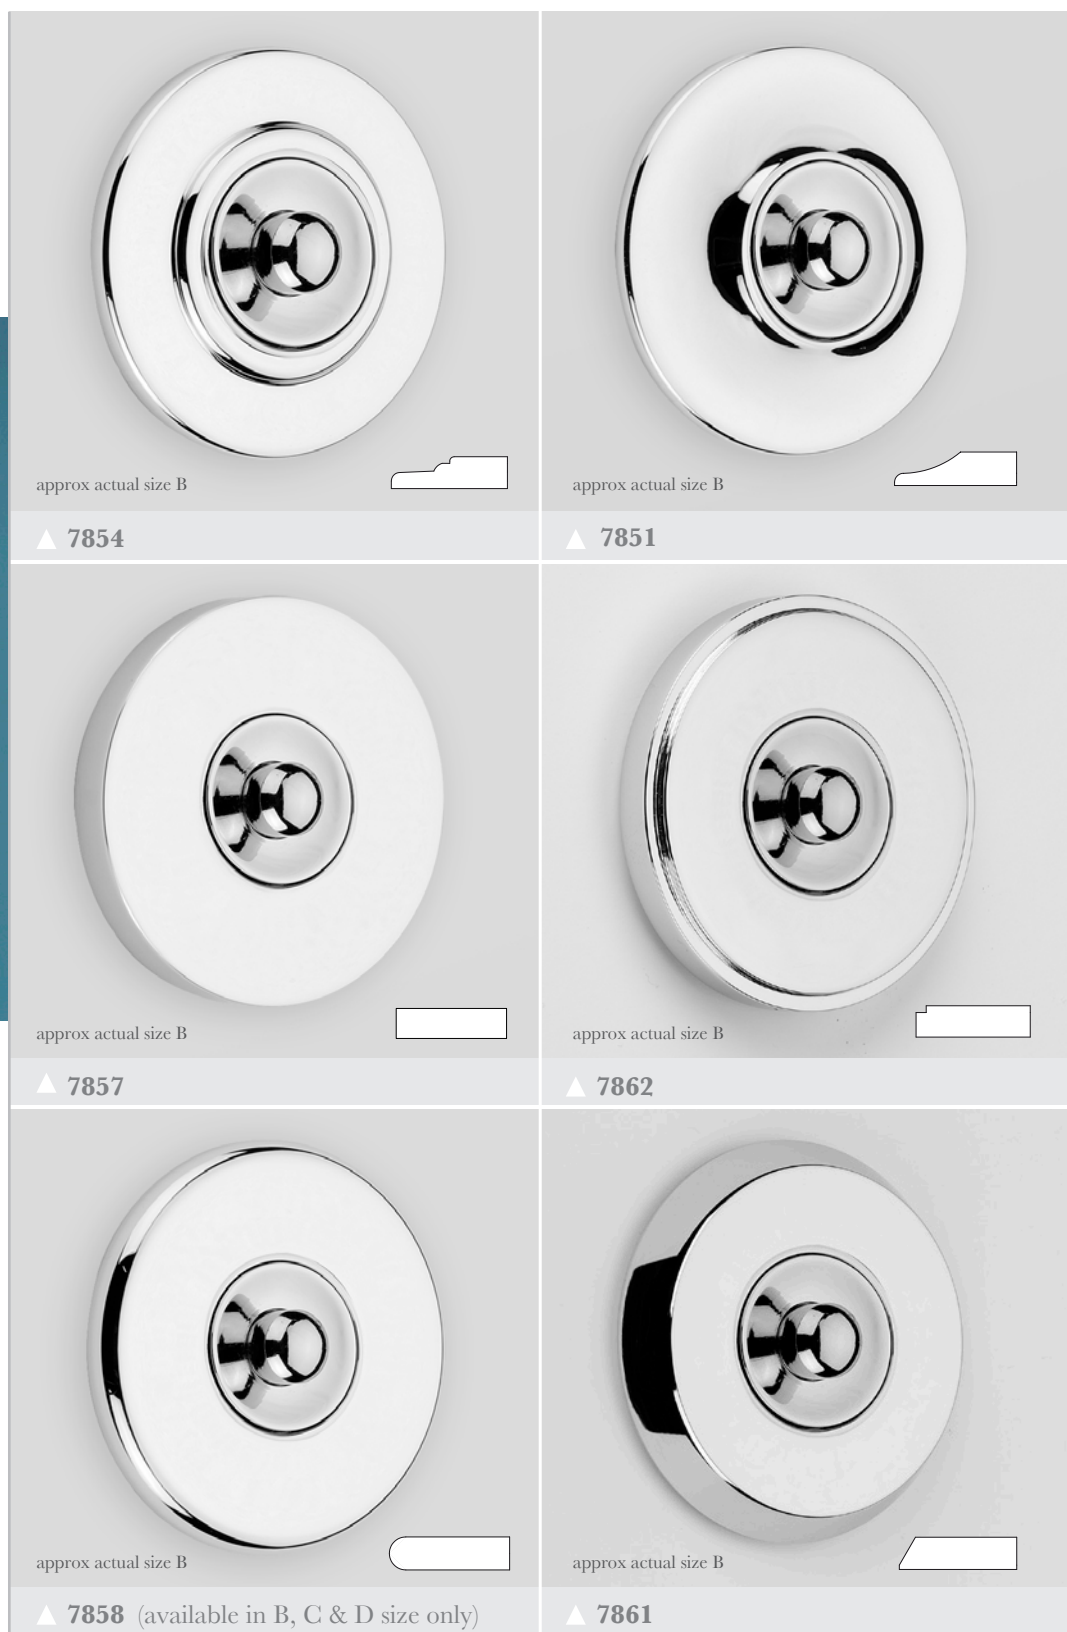 approx actual size B
approx actual size B
7854
7851
approx actual size B
approx actual size B
7857
7862
approx actual size B
approx actual size B
7858 (available in B, C & D size only)
7861